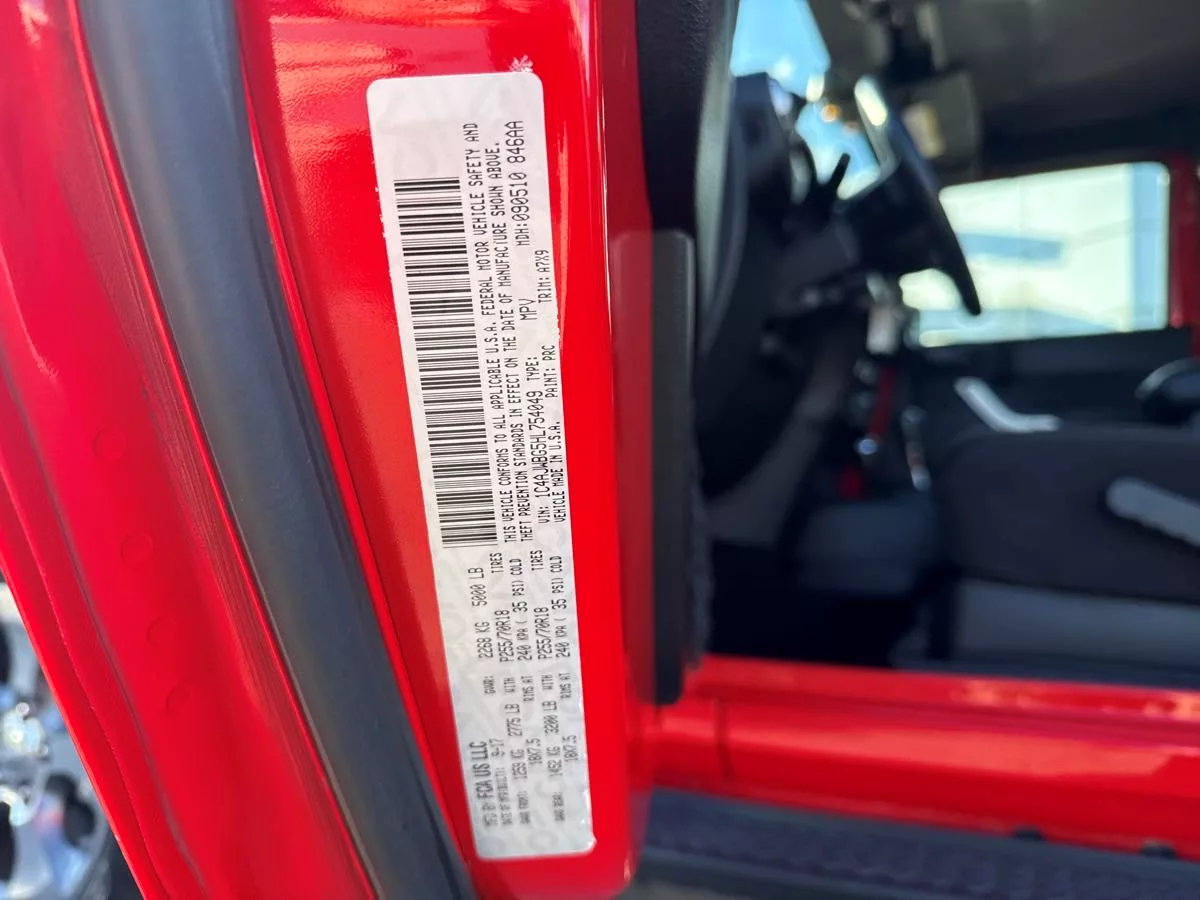 MFD BY FCA US LLC
DATE OF MFR(BUILT): 9-17 GVWR: 2268 KG 5000 LB
GAWR FRONT: 1259 KG 2775 LB WITH P255/70R18 TIRES
18X7.5 RIMS AT 240 KPA ( 35 PSI) COLD
GAWR REAR: 1452 KG 3200 LB WITH P255/70R18 TIRES
18X7.5 RIMS AT 240 KPA ( 35 PSI) COLD
THIS VEHICLE CONFORMS TO ALL APPLICABLE U.S.A. FEDERAL MOTOR VEHICLE SAFETY AND
THEFT PREVENTION STANDARDS IN EFFECT ON THE DATE OF MANUFACTURE SHOWN ABOVE.
VIN: 1C4AJWBG5HL754049 TYPE: MPV MDH:090510 846AA
VEHICLE MADE IN U.S.A. PAINT: PRC TRIM: A7X9